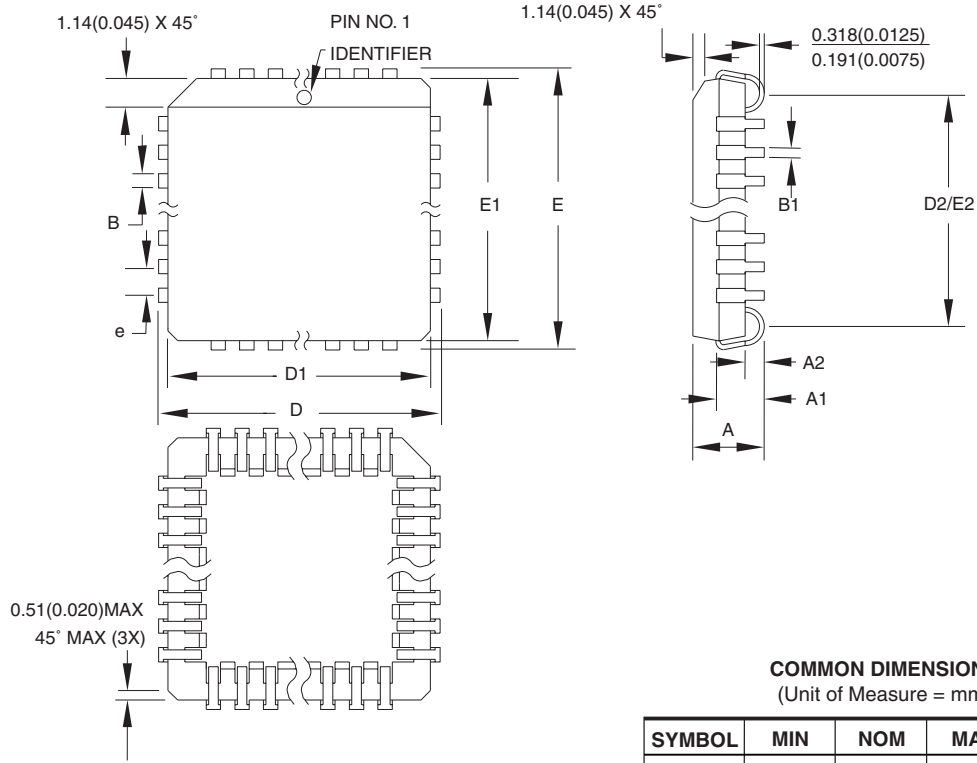 1.14(0.045) X 45°
PIN NO. 1
IDENTIFIER
1.14(0.045) X 45°
0.318(0.0125)
0.191(0.0075)
B
e
E1
E
B1
D2/E2
A2
A1
A
D1
D
0.51(0.020)MAX
45° MAX (3X)
COMMON DIMENSION
(Unit of Measure = mm
SYMBOL MIN NOM MA